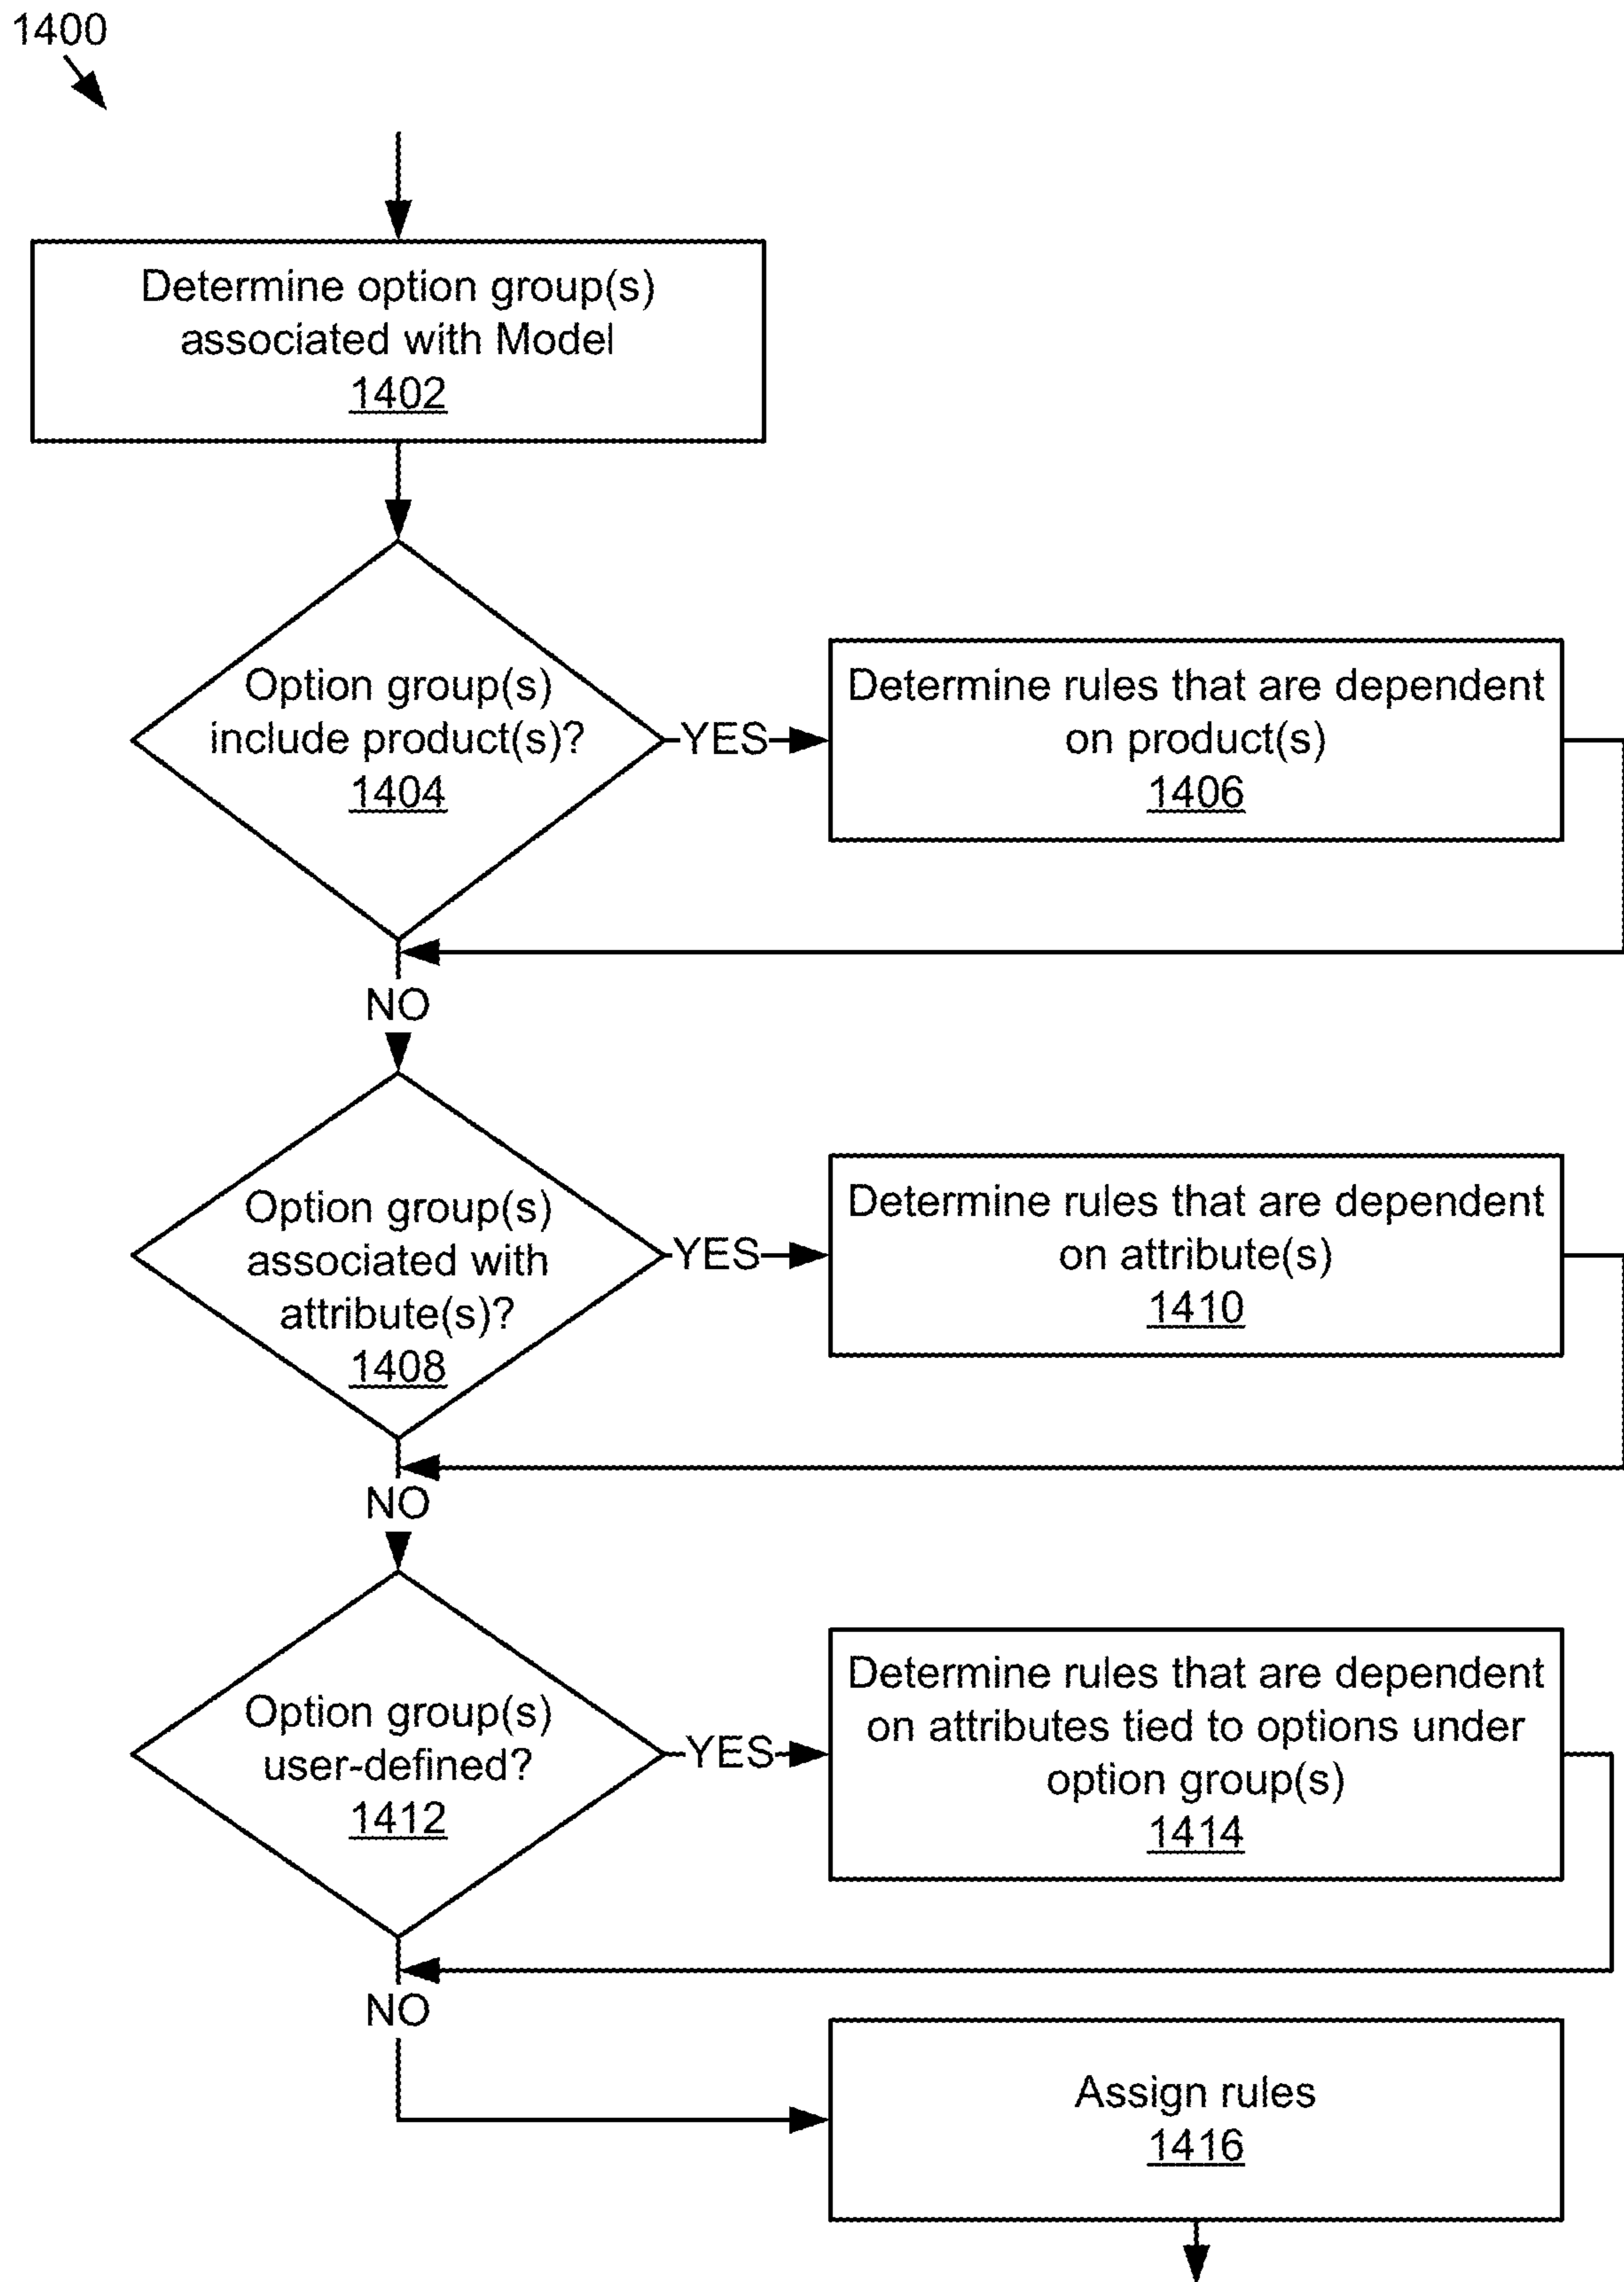 1400
Determine option group(s)
associated with Model
1402
Option group(s)
include product(s)?
1404
YES
Determine rules that are dependent
on product(s)
1406
NO
Option group(s)
associated with
attribute(s)?
1408
YES
Determine rules that are dependent
on attribute(s)
1410
NO
Option group(s)
user-defined?
1412
YES
Determine rules that are dependent
on attributes tied to options under
option group(s)
1414
NO
Assign rules
1416